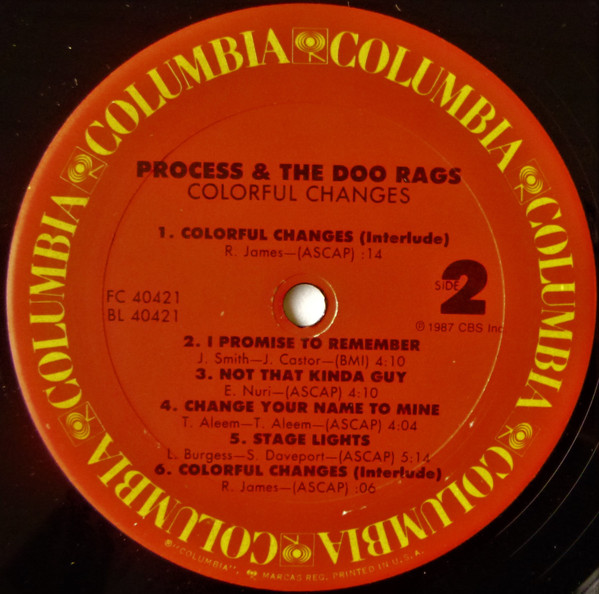 COLUMBIA COLUMBIA COLUMBIA COLUMBIA COLUMBIA COLUMBIA COLUMBIA COLUMBIA
PROCESS & THE DOO RAGS
COLORFUL CHANGES
1. COLORFUL CHANGES (Interlude)
R. James—(ASCAP) :14
FC 40421
BL 40421
SIDE 2
℗ 1987 CBS Inc
2. I PROMISE TO REMEMBER
J. Smith—J. Castor—(BMI) 4:10
3. NOT THAT KINDA GUY
E. Nuri—(ASCAP) 4:10
4. CHANGE YOUR NAME TO MINE
T. Aleem—T. Aleem—(ASCAP) 4:04
5. STAGE LIGHTS
L. Burgess—S. Daveport—(ASCAP) 5:14
6. COLORFUL CHANGES (Interlude)
R. James—(ASCAP) :06
"COLUMBIA", MARCAS REG. PRINTED IN U.S.A.